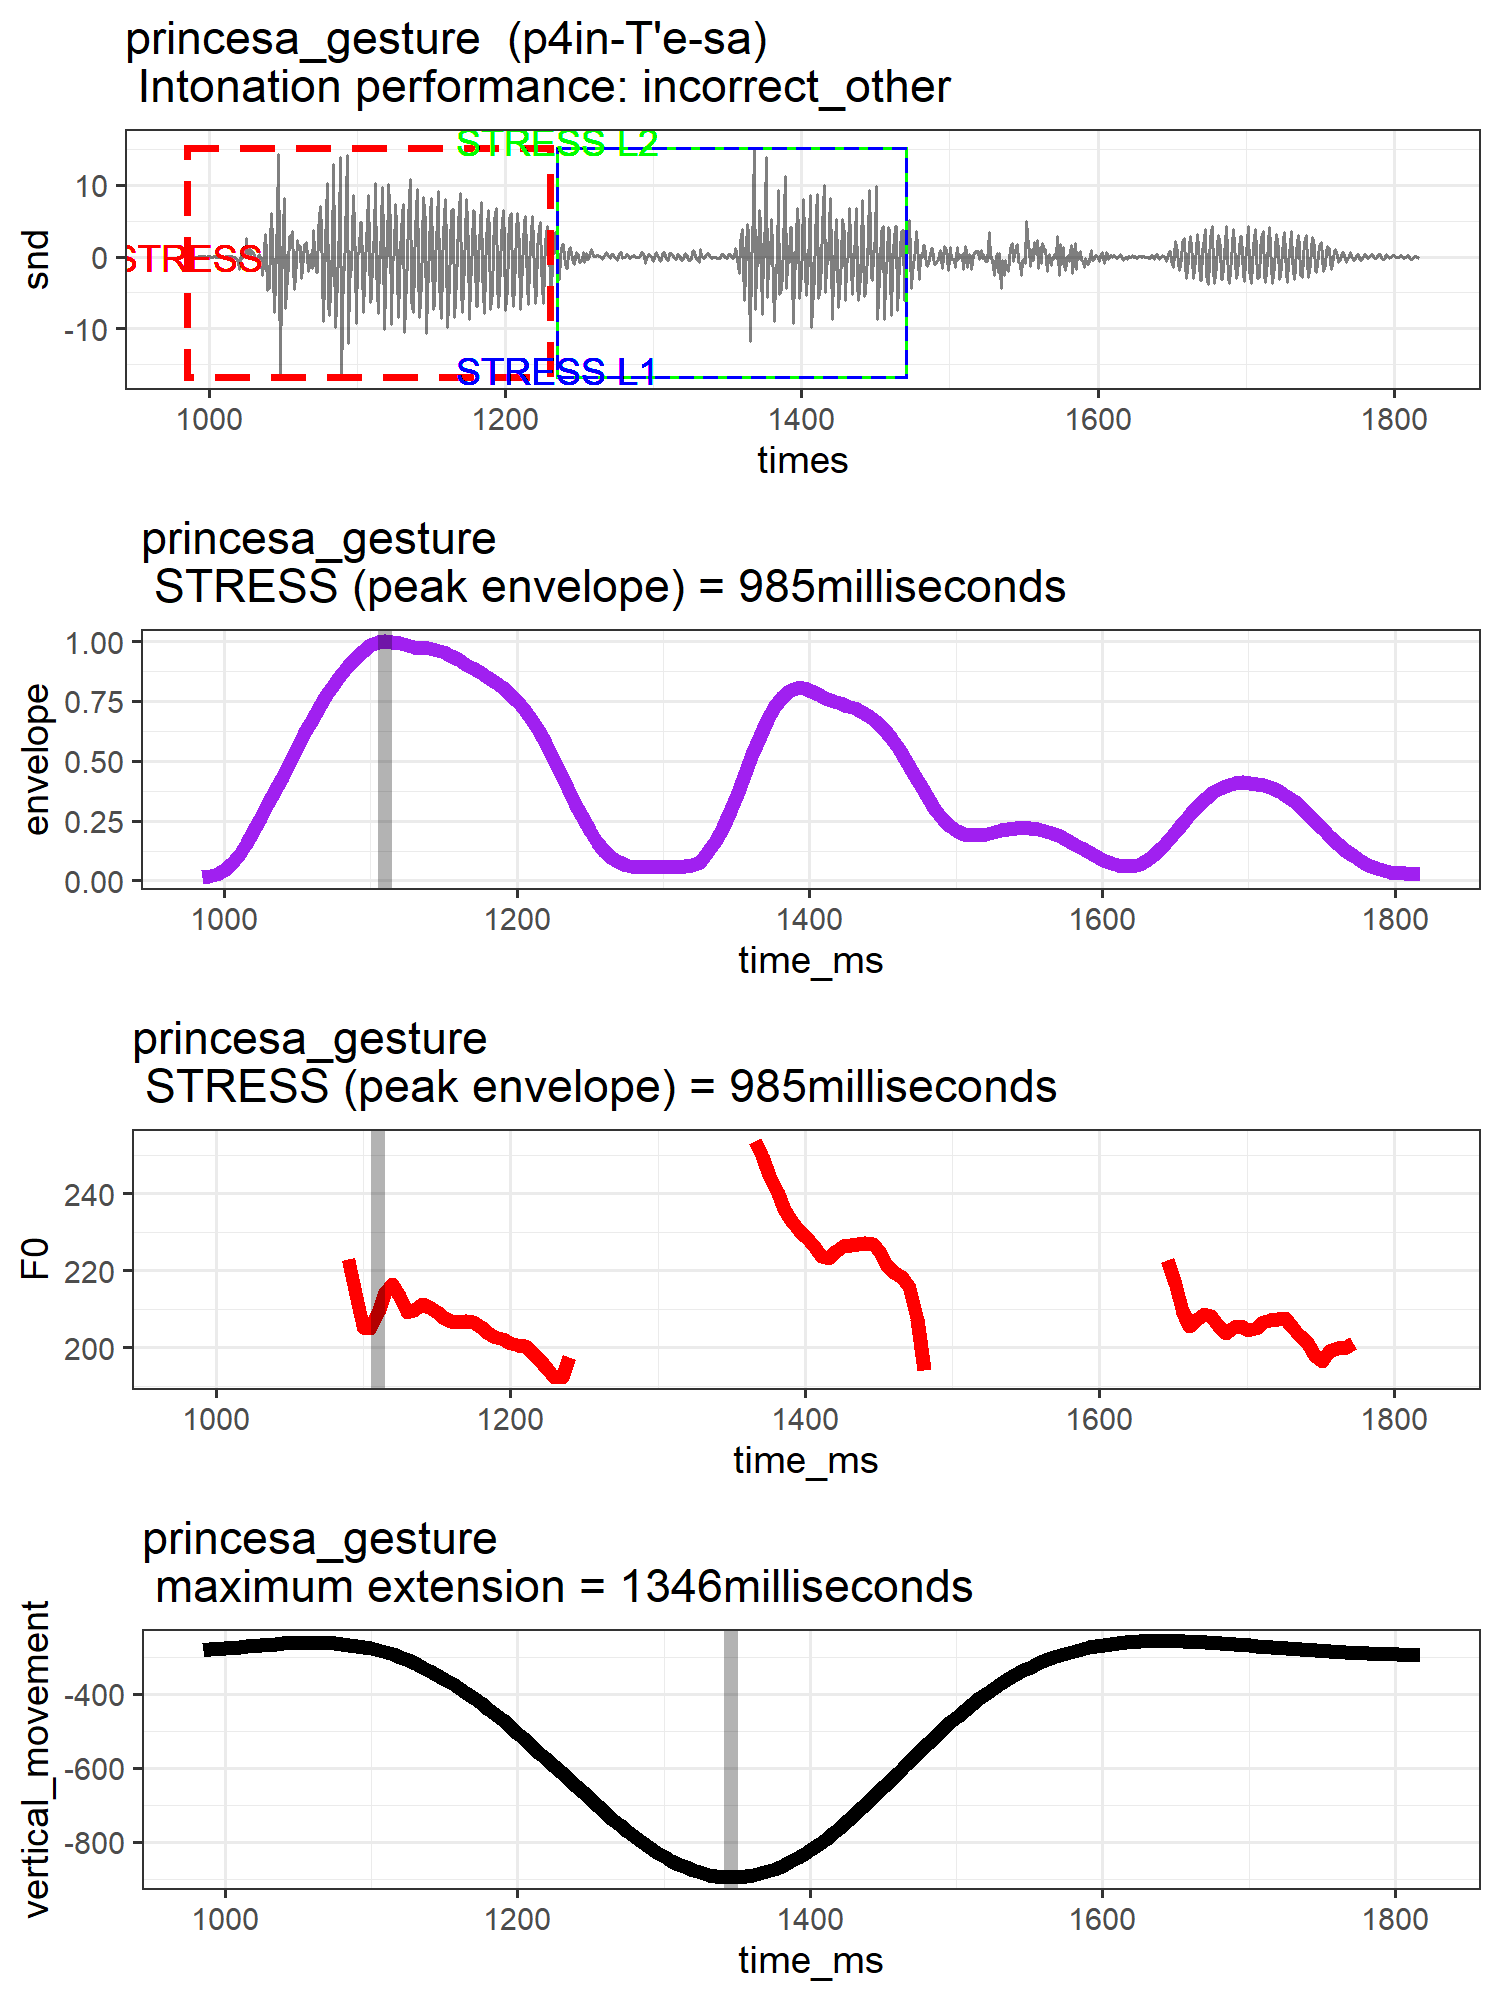 princesa_gesture  (p4in-T'e-sa)
Intonation performance: incorrect_other
STRESS L2
STRESS
STRESS L1
snd
10
0
-10
1000 1200 1400 1600 1800
times
princesa_gesture
STRESS (peak envelope) = 985milliseconds
envelope
1.00
0.75
0.50
0.25
0.00
1000 1200 1400 1600 1800
time_ms
princesa_gesture
STRESS (peak envelope) = 985milliseconds
F0
240
220
200
1000 1200 1400 1600 1800
time_ms
princesa_gesture
maximum extension = 1346milliseconds
vertical_movement
-400
-600
-800
1000 1200 1400 1600 1800
time_ms